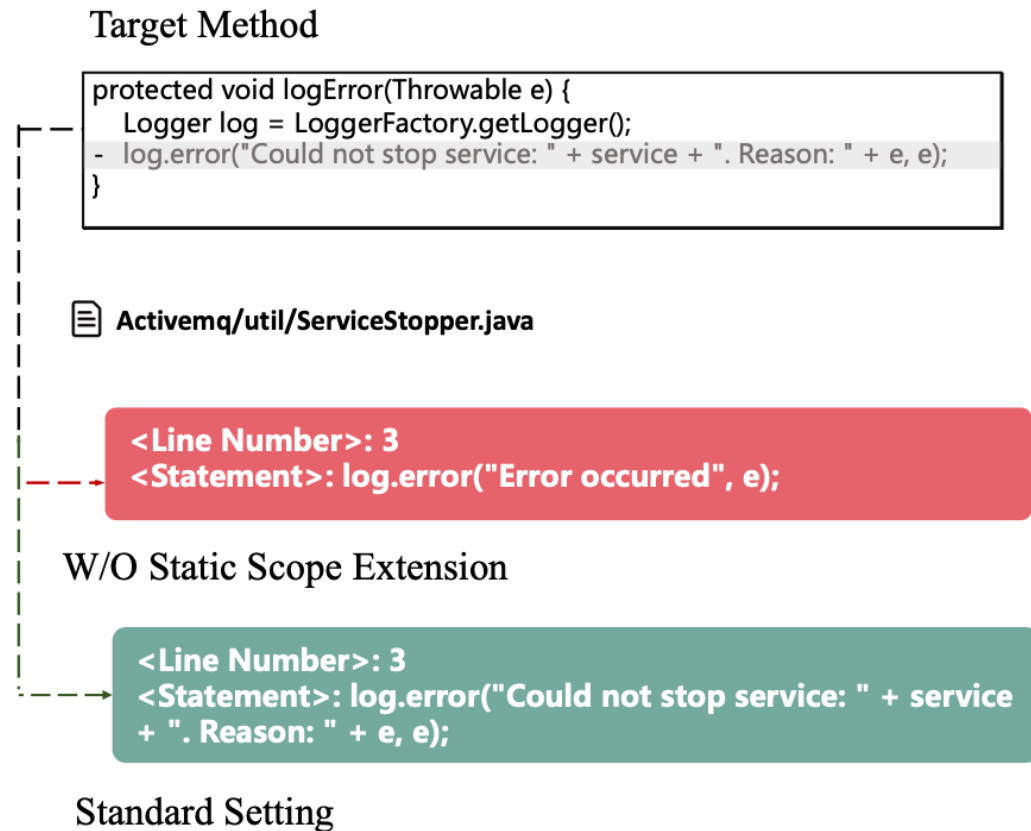 Target Method
protected void logError(Throwable e) {
Logger log = LoggerFactory.getLogger();
- log.error("Could not stop service: " + service + ". Reason: " + e, e);
}
Activemq/util/ServiceStopper.java
<Line Number>: 3
<Statement>: log.error("Error occurred", e);
W/O Static Scope Extension
<Line Number>: 3
<Statement>: log.error("Could not stop service: " + service
+ ". Reason: " + e, e);
Standard Setting